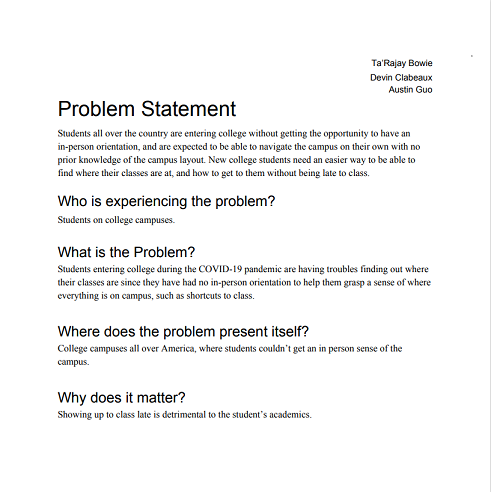 Ta'Rajay Bowie
Devin Clabeaux
Austin Guo
Problem Statement
Students all over the country are entering college without getting the opportunity to have an
in-person orientation, and are expected to be able to navigate the campus on their own with no
prior knowledge of the campus layout. New college students need an easier way to be able to
find where their classes are at, and how to get to them without being late to class.
Who is experiencing the problem?
Students on college campuses.
What is the Problem?
Students entering college during the COVID-19 pandemic are having troubles finding out where
their classes are since they have had no in-person orientation to help them grasp a sense of where
everything is on campus, such as shortcuts to class.
Where does the problem present itself?
College campuses all over America, where students couldn't get an in person sense of the
campus.
Why does it matter?
Showing up to class late is detrimental to the student's academics.